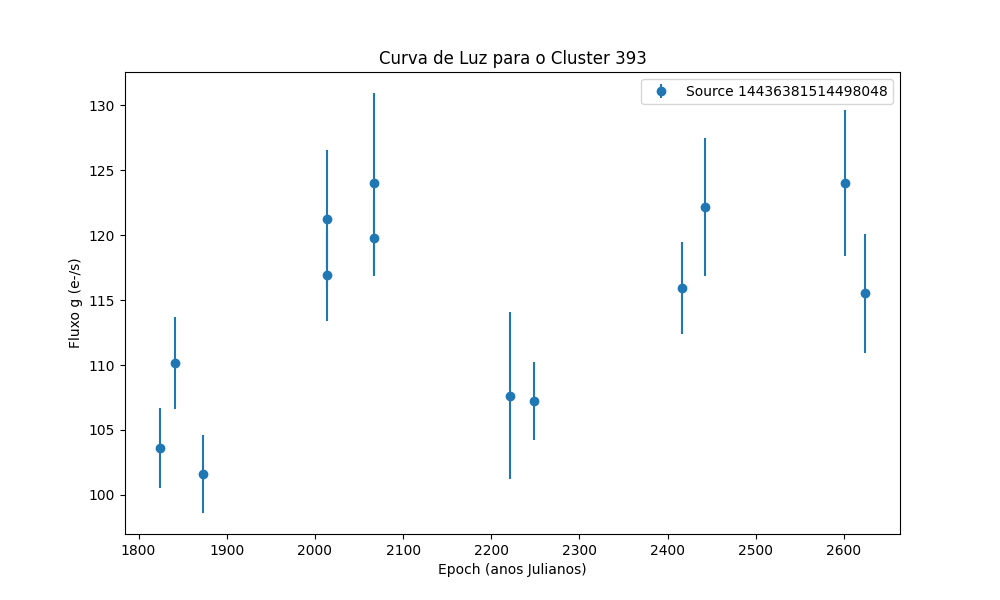 Curva de Luz para o Cluster 393
Source 14436381514498048
Fluxo g (e-/s)
130
125
120
115
110
105
100
1800 1900 2000 2100 2200 2300 2400 2500 2600
Epoch (anos Julianos)